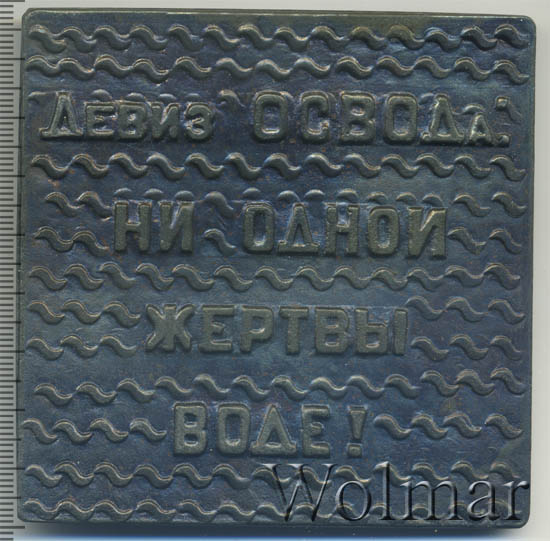 ДЕВИЗ ОСВОДа:
НИ ОДНОЙ
ЖЕРТВЫ
ВОДЕ!
Wolmar